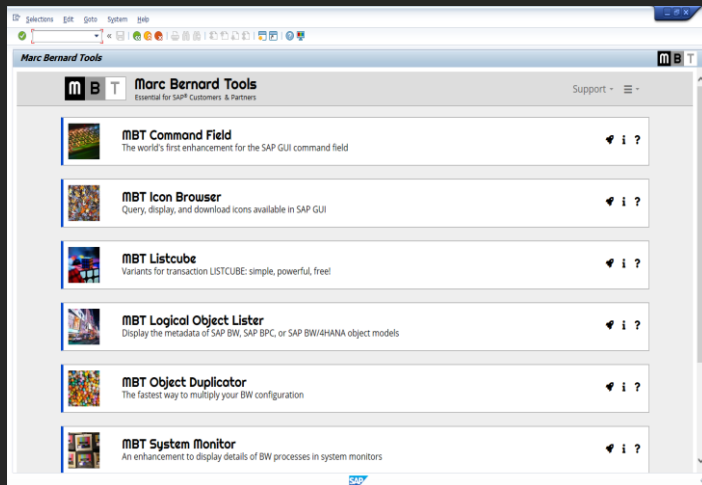 Selections Edit Goto System Help
Marc Bernard Tools
MBT
MBT
Marc Bernard Tools
Essential for SAP® Customers & Partners
Support
MBT Command Field
The world's first enhancement for the SAP GUI command field
i ?
MBT Icon Browser
Query, display, and download icons available in SAP GUI
i ?
MBT Listcube
Variants for transaction LISTCUBE: simple, powerful, free!
i ?
MBT Logical Object Lister
Display the metadata of SAP BW, SAP BPC, or SAP BW/4HANA object models
i ?
MBT Object Duplicator
The fastest way to multiply your BW configuration
i ?
MBT System Monitor
An enhancement to display details of BW processes in system monitors
i ?
SAP